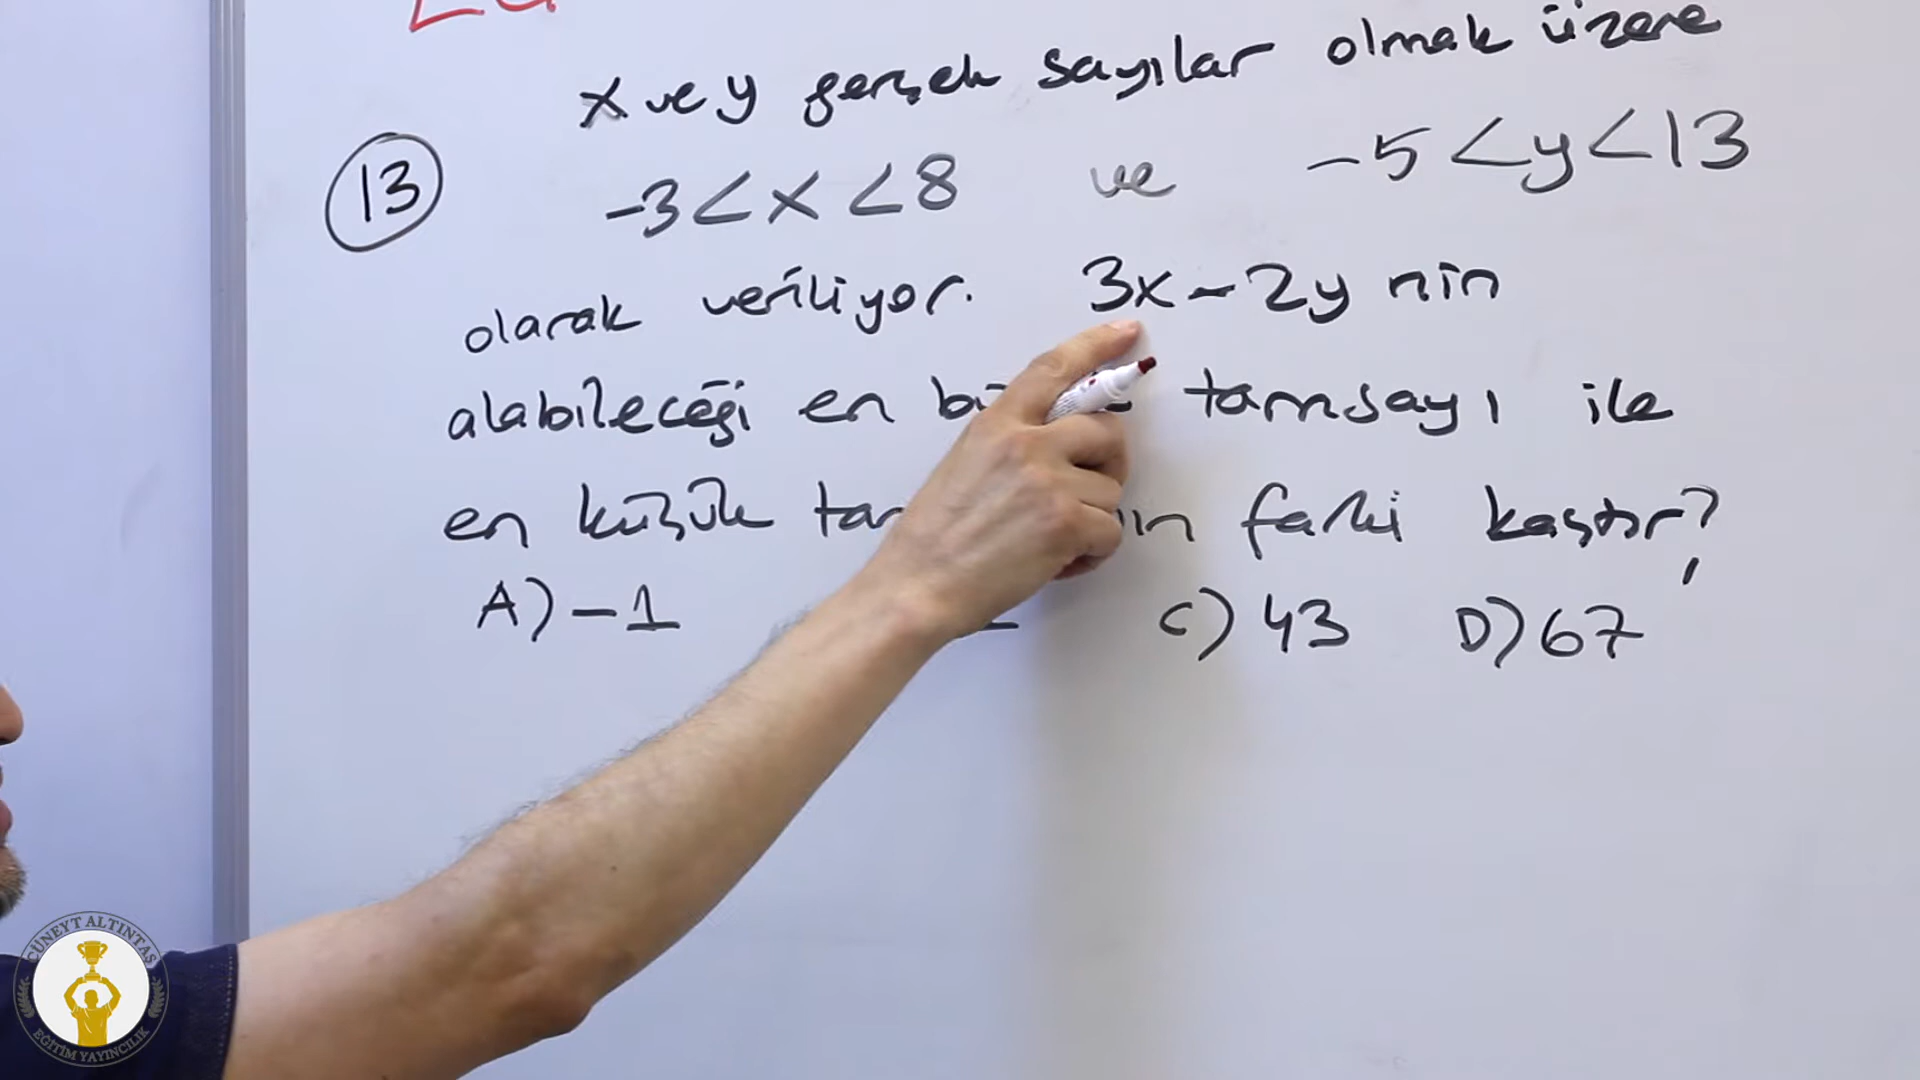 x ve y gerçek sayılar olmak üzere
13 -3<x<8 ve -5<y<13
olarak veriliyor. 3x-2y nin
alabileceği en tamsayı ile
en küçük farkı kaçtır?
A) -1 C) 43 D) 67
CÜNEYT ALTINTAŞ
EĞİTİM YAYINCILIK